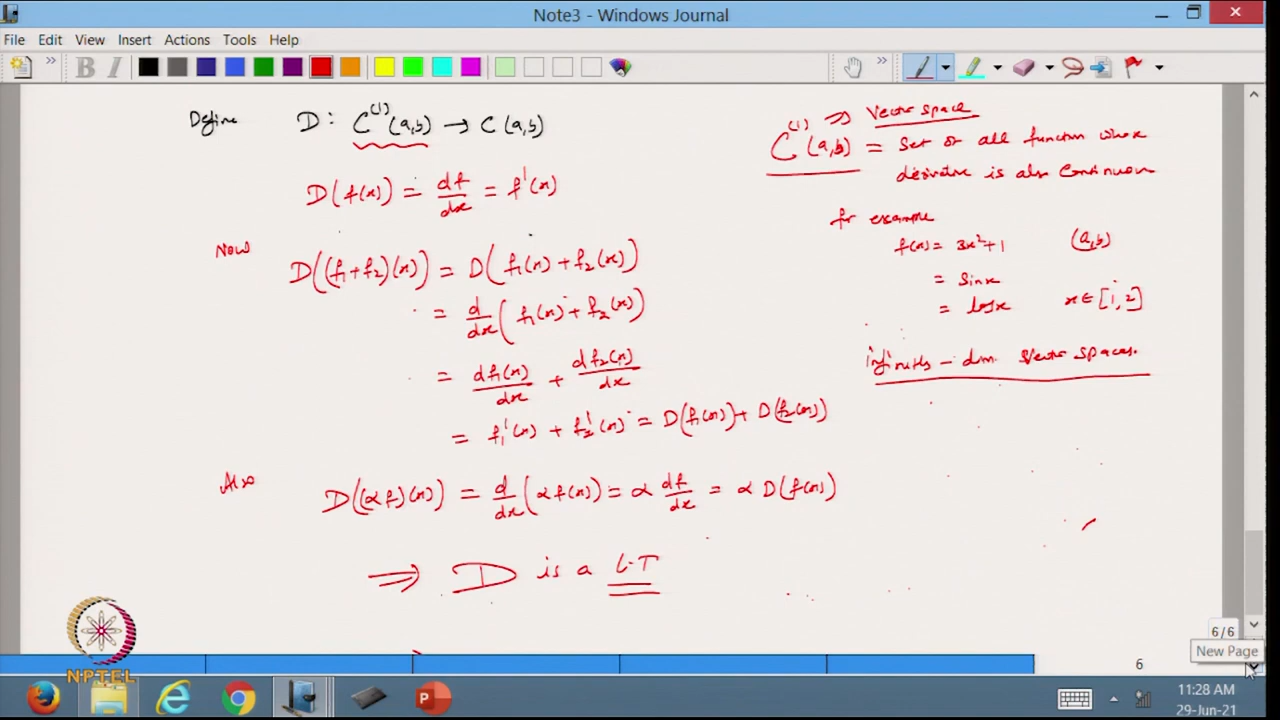 Note3 - Windows Journal
File Edit View Insert Actions Tools Help
Define D : C^(1)(a,b) → C(a,b)
D(f(x)) = df/dx = f'(x)
Now D((f₁+f₂)(x)) = D(f₁(x) + f₂(x))
= d/dx (f₁(x) + f₂(x))
= df₁(x)/dx + df₂(x)/dx
= f₁'(x) + f₂'(x) = D(f₁(x)) + D(f₂(x))
Also D((αf)(x)) = d/dx (αf(x)) = α df/dx = α D(f(x))
⇒ D is a L.T
⇒ Vector space
C^(1)(a,b) = Set of all function whose
derivative is also continuous
for example
f(x) = 3x²+1 (a,b)
= sinx
= logx x ∈ [1,2]
infinitely - dim Vector spaces.
NPTEL
6/6
New Page
6
11:28 AM
29-Jun-21